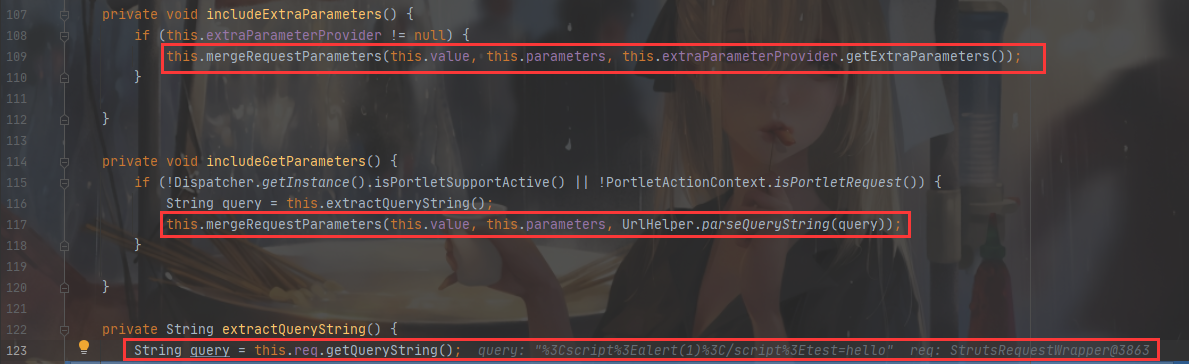 107 private void includeExtraParameters() {
108 if (this.extraParameterProvider != null) {
109 this.mergeRequestParameters(this.value, this.parameters, this.extraParameterProvider.getExtraParameters());
110 }
111
112 }
113
114 private void includeGetParameters() {
115 if (!Dispatcher.getInstance().isPortletSupportActive() || !PortletActionContext.isPortletRequest()) {
116 String query = this.extractQueryString();
117 this.mergeRequestParameters(this.value, this.parameters, UrlHelper.parseQueryString(query));
118 }
119
120 }
121
122 private String extractQueryString() {
123 String query = this.req.getQueryString(); query: "%3Cscript%3Ealert(1)%3C/script%3Etest=hello" req: StrutsRequestWrapper@3863